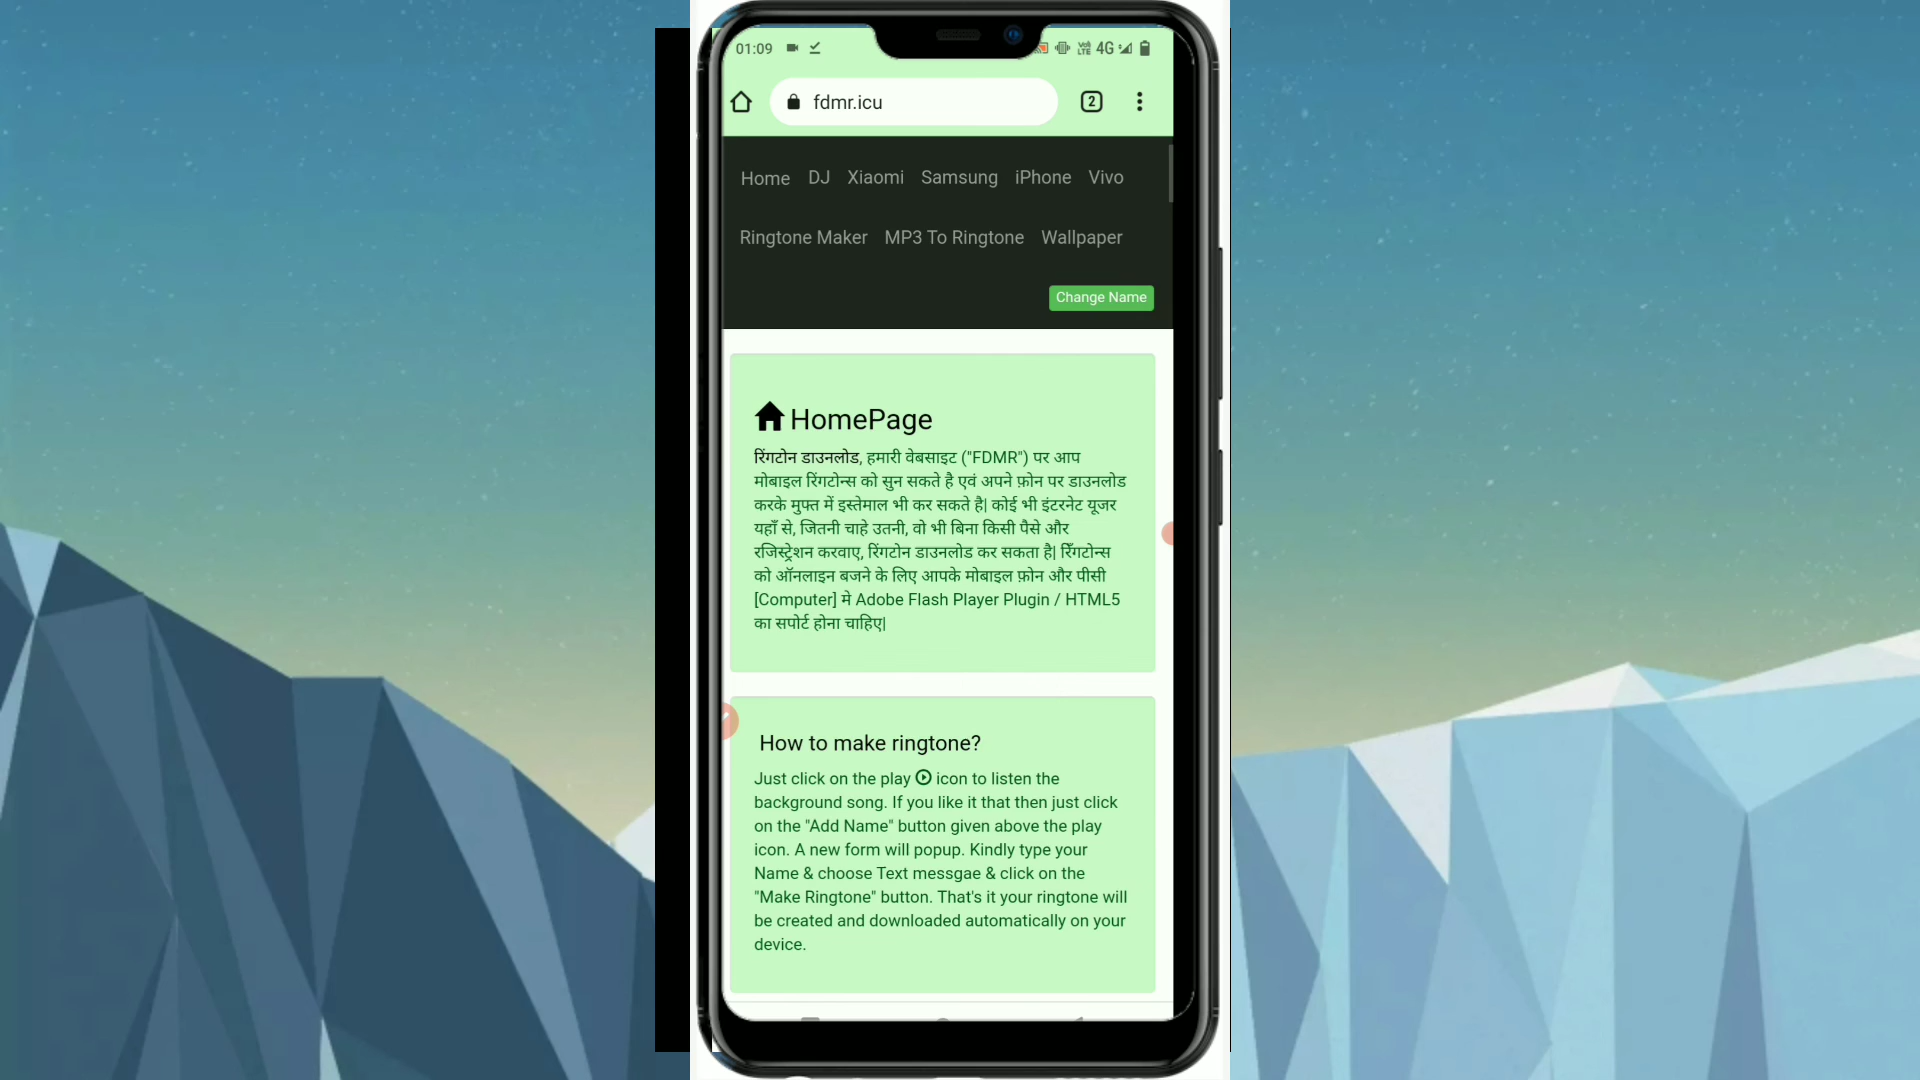 01:09 4G
fdmr.icu 2
Home DJ Xiaomi Samsung iPhone Vivo
Ringtone Maker MP3 To Ringtone Wallpaper
Change Name
HomePage
रिंगटोन डाउनलोड, हमारी वेबसाइट ("FDMR") पर आप
मोबाइल रिंगटोन्स को सुन सकते है एवं अपने फ़ोन पर डाउनलोड
करके मुफ्त में इस्तेमाल भी कर सकते है| कोई भी इंटरनेट यूजर
यहाँ से, जितनी चाहे उतनी, वो भी बिना किसी पैसे और
रजिस्ट्रेशन करवाए, रिंगटोन डाउनलोड कर सकता है| रिँगटोन्स
को ऑनलाइन बजने के लिए आपके मोबाइल फ़ोन और पीसी
[Computer] मे Adobe Flash Player Plugin / HTML5
का सपोर्ट होना चाहिए|
How to make ringtone?
Just click on the play icon to listen the
background song. If you like it that then just click
on the "Add Name" button given above the play
icon. A new form will popup. Kindly type your
Name & choose Text messgae & click on the
"Make Ringtone" button. That's it your ringtone will
be created and downloaded automatically on your
device.